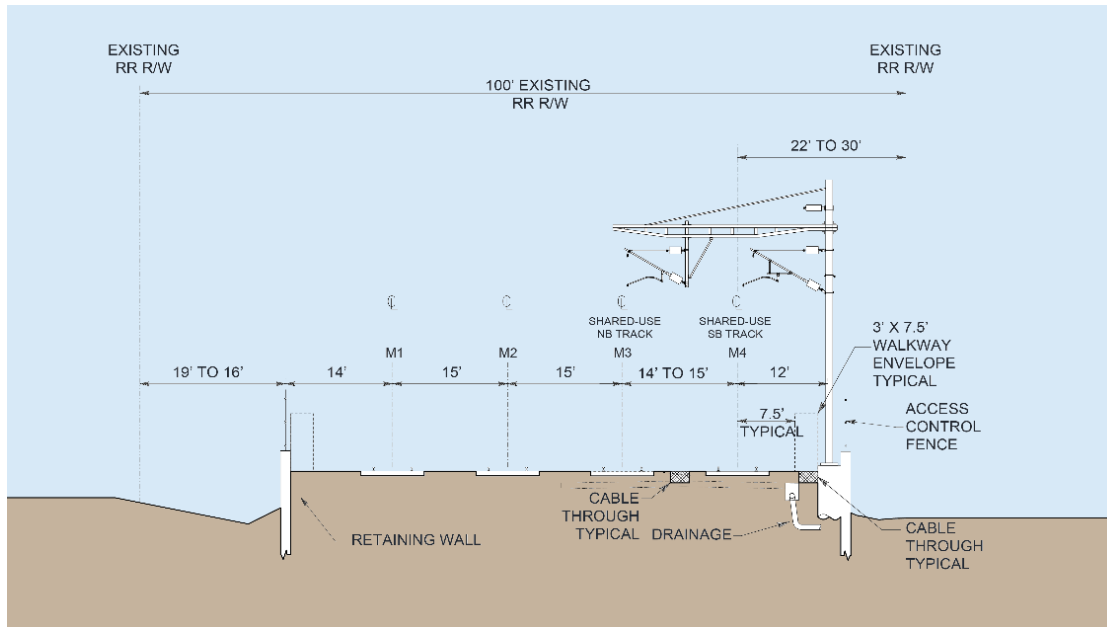 EXISTING
RR R/W
EXISTING
RR R/W
100' EXISTING
RR R/W
22' TO 30'
℄
C
℄
C
SHARED-USE
NB TRACK
SHARED-USE
SB TRACK
3' X 7.5'
WALKWAY
ENVELOPE
TYPICAL
M1
M2
M3
M4
19' TO 16'
14'
15'
15'
14' TO 15'
12'
7.5'
TYPICAL
ACCESS
CONTROL
FENCE
RETAINING WALL
CABLE
THROUGH
TYPICAL
DRAINAGE
CABLE
THROUGH
TYPICAL